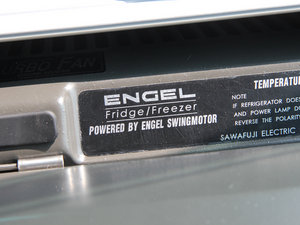 ENGEL
Fridge/Freezer
POWERED BY ENGEL SWINGMOTOR
TEMPERATU
NOTE
IF REFRIGERATOR DOE
AND POWER LAMP D
REVERSE THE POLARIT
SAWAFUJI ELECTRIC